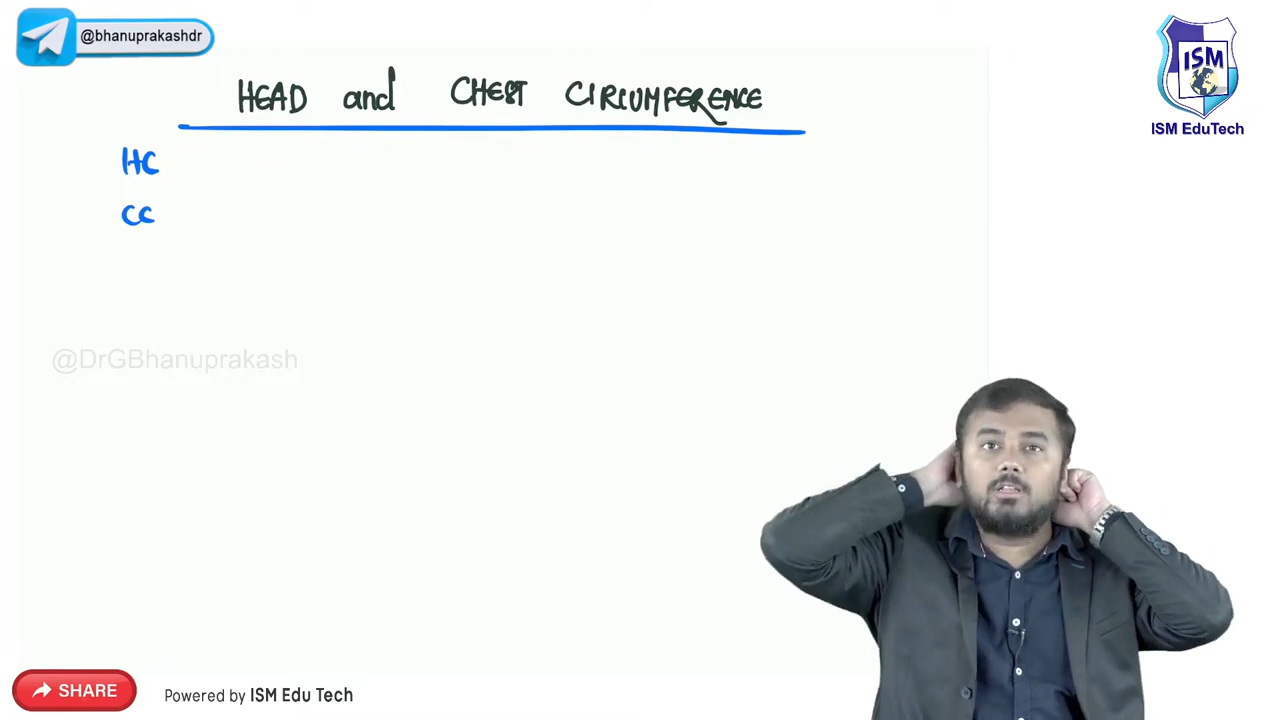 @bhanuprakashdr
ISM
ISM EduTech
HEAD and CHEST CIRCUMFERENCE
HC
CC
@DrGBhanuprakash
SHARE
Powered by ISM Edu Tech